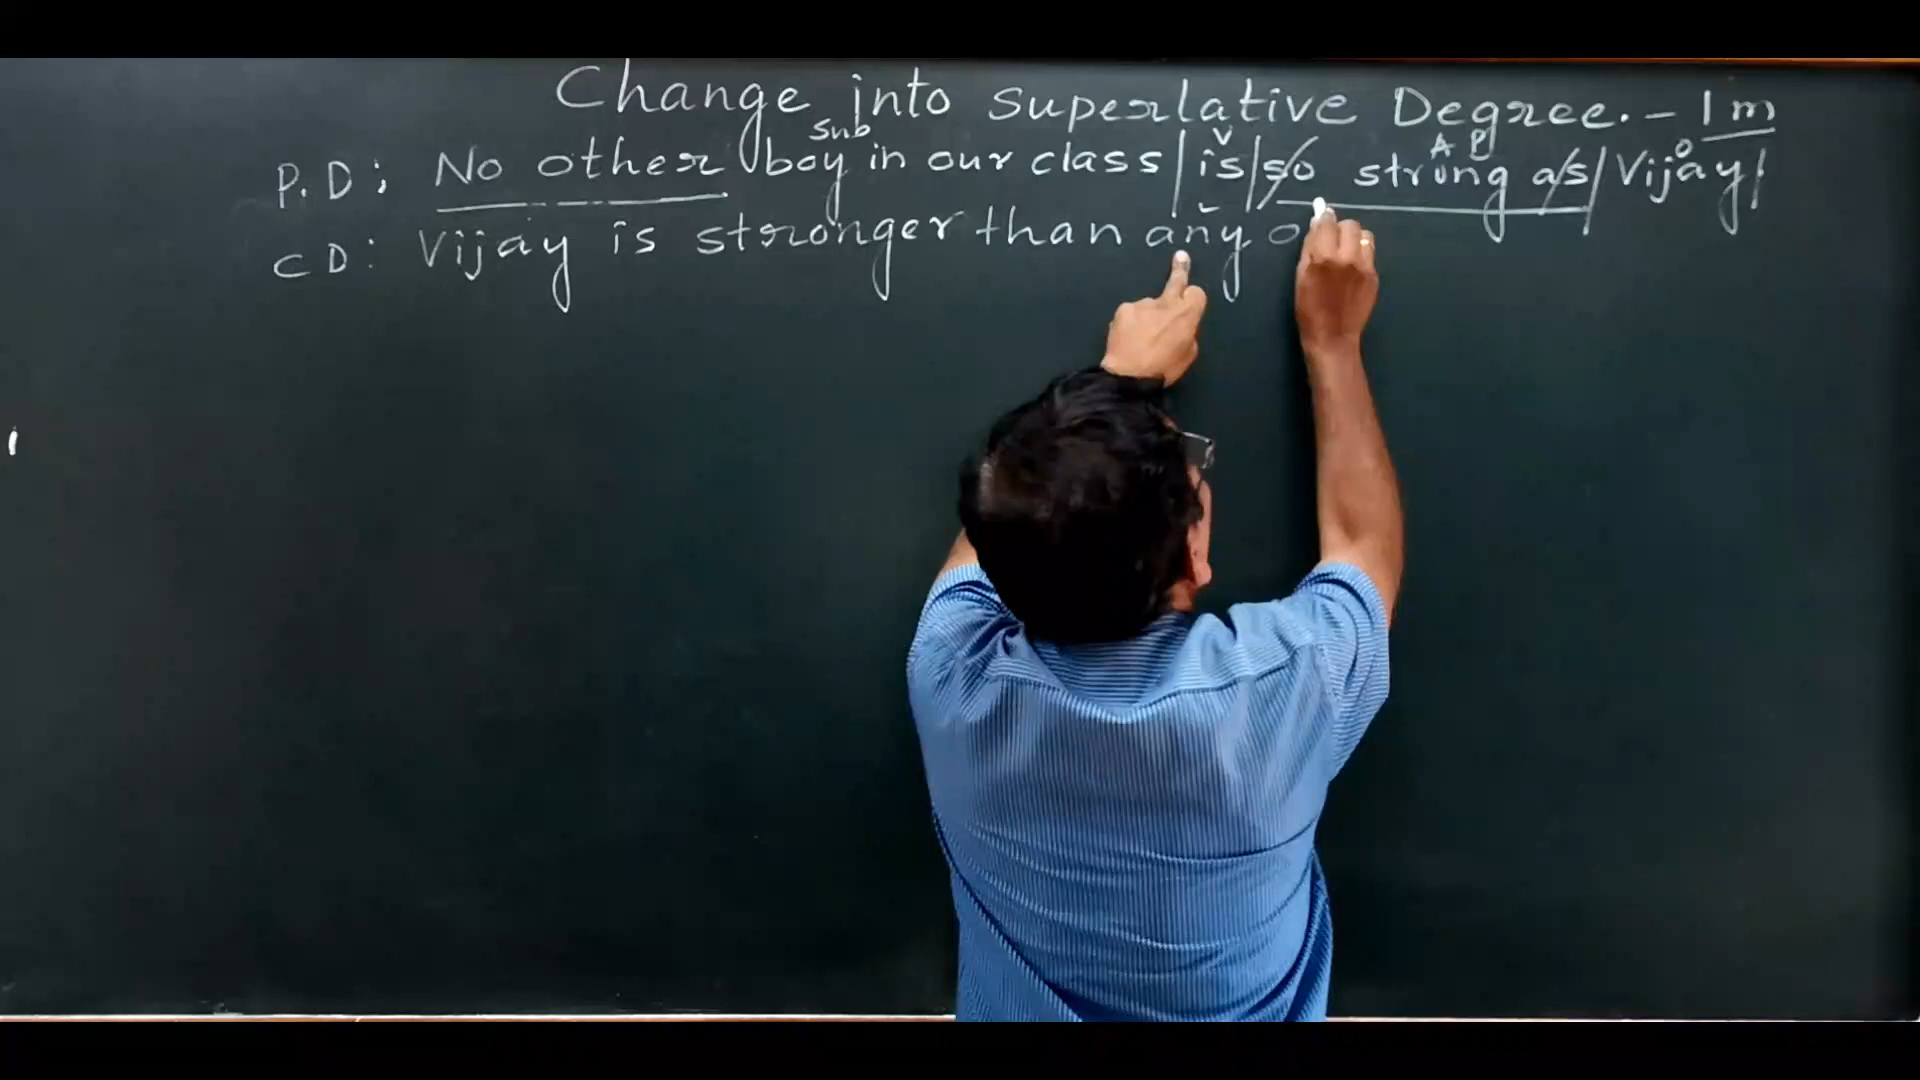 Change into Superlative Degree. - 1 m
Sub V A P O
P.D: No other boy in our class | is | so strong as | Vijay |
C D: Vijay is stronger than any o